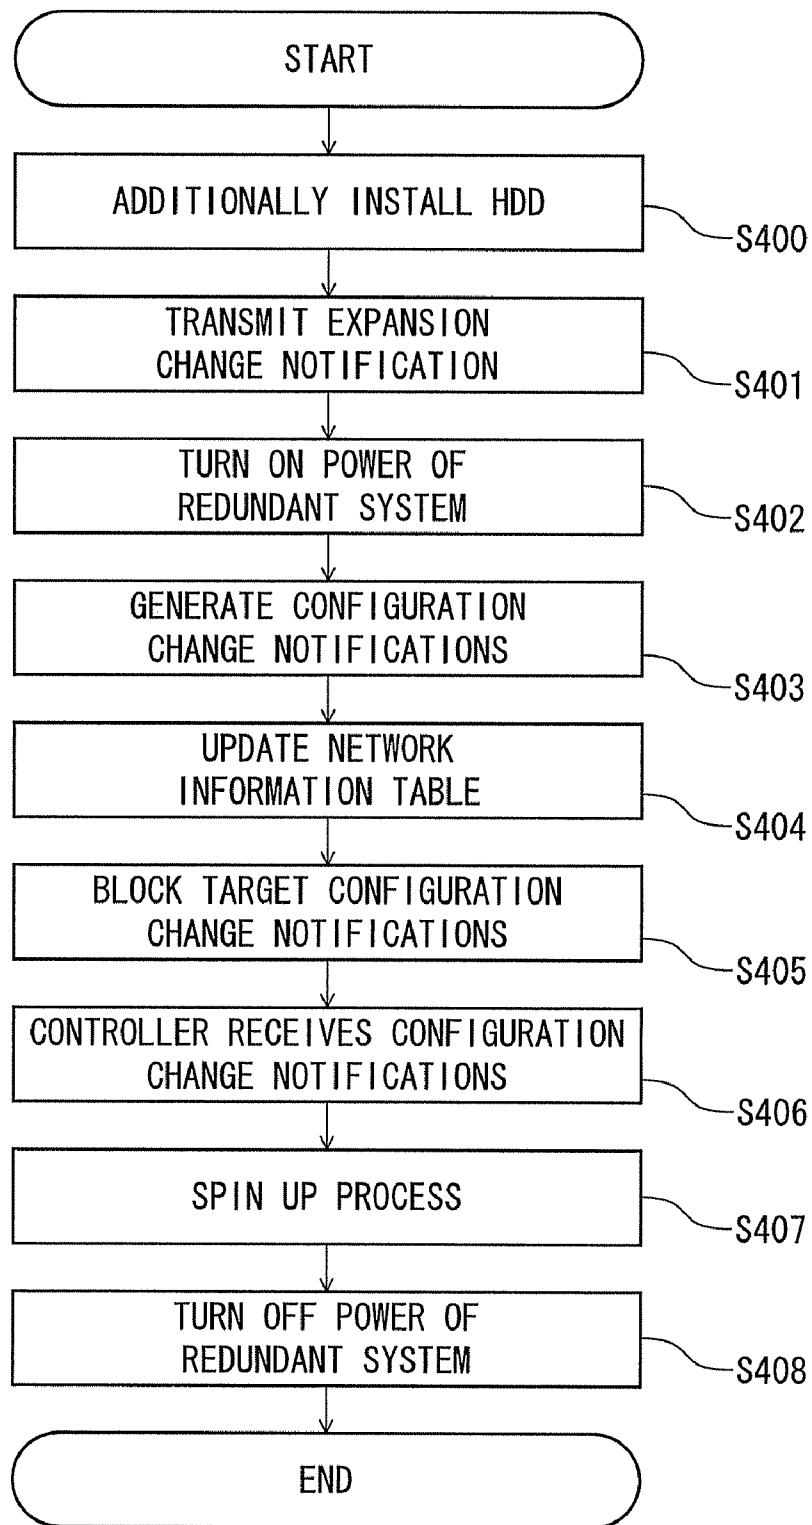 START
ADDITIONALLY INSTALL HDD
S400
TRANSMIT EXPANSION
CHANGE NOTIFICATION
S401
TURN ON POWER OF
REDUNDANT SYSTEM
S402
GENERATE CONFIGURATION
CHANGE NOTIFICATIONS
S403
UPDATE NETWORK
INFORMATION TABLE
S404
BLOCK TARGET CONFIGURATION
CHANGE NOTIFICATIONS
S405
CONTROLLER RECEIVES CONFIGURATION
CHANGE NOTIFICATIONS
S406
SPIN UP PROCESS
S407
TURN OFF POWER OF
REDUNDANT SYSTEM
S408
END